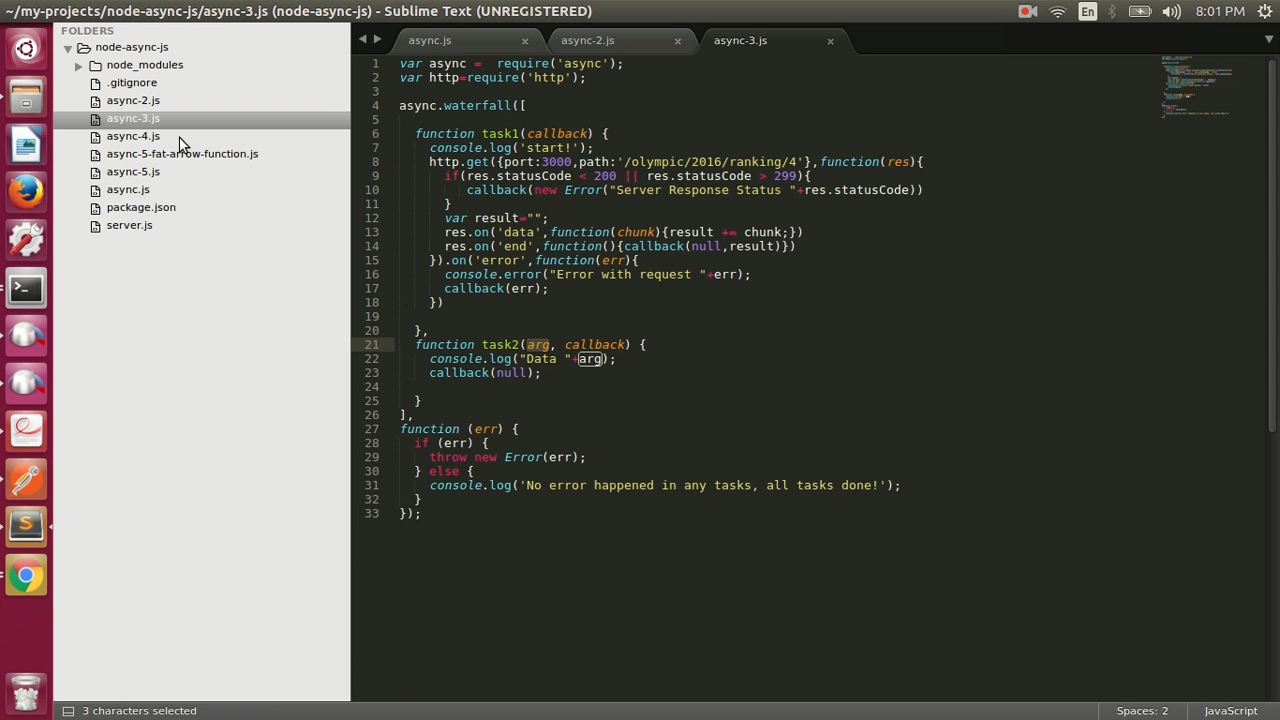 ~/my-projects/node-async-js/async-3.js (node-async-js) - Sublime Text (UNREGISTERED)
En
8:01 PM
FOLDERS
node-async-js
node_modules
.gitignore
async-2.js
async-3.js
async-4.js
async-5-fat-arrow-function.js
async-5.js
async.js
package.json
server.js
async.js
async-2.js
async-3.js
1 var async =  require('async');
2 var http=require('http');
3
4 async.waterfall([
5
6   function task1(callback) {
7     console.log('start!');
8     http.get({port:3000,path:'/olympic/2016/ranking/4'},function(res){
9       if(res.statusCode < 200 || res.statusCode > 299){
10         callback(new Error("Server Response Status "+res.statusCode))
11       }
12       var result="";
13       res.on('data',function(chunk){result += chunk;})
14       res.on('end',function(){callback(null,result)})
15     }).on('error',function(err){
16       console.error("Error with request "+err);
17       callback(err);
18     })
19
20   },
21   function task2(arg, callback) {
22     console.log("Data "+arg);
23     callback(null);
24
25   }
26 ],
27 function (err) {
28   if (err) {
29     throw new Error(err);
30   } else {
31     console.log('No error happened in any tasks, all tasks done!');
32   }
33 });
3 characters selected
Spaces: 2
JavaScript